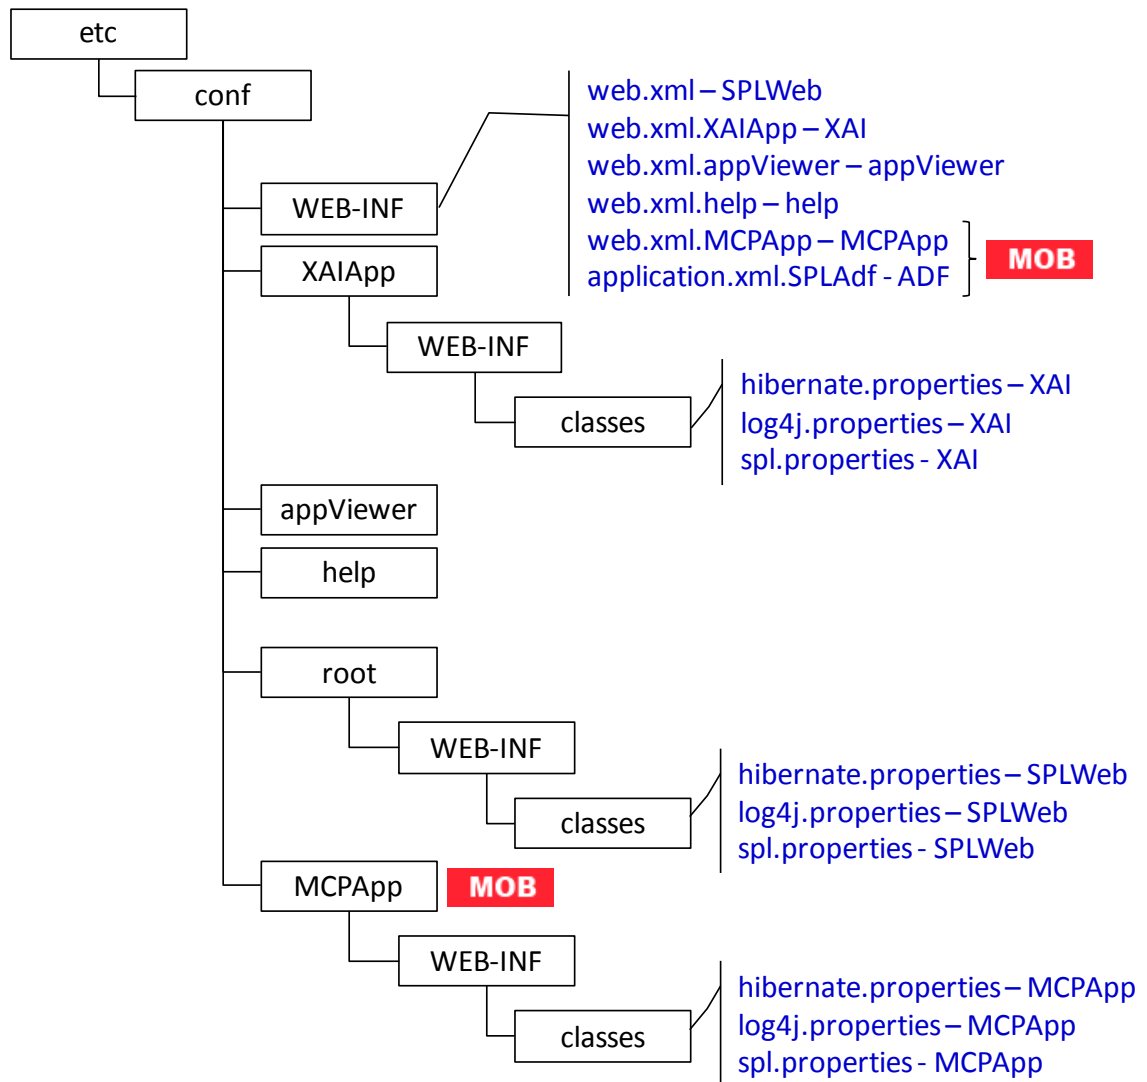 etc
conf
web.xml – SPLWeb
web.xml.XAIApp – XAI
web.xml.appViewer – appViewer
web.xml.help – help
web.xml.MCPApp – MCPApp
application.xml.SPLAdf - ADF
MOB
WEB-INF
XAIApp
WEB-INF
classes
hibernate.properties – XAI
log4j.properties – XAI
spl.properties - XAI
appViewer
help
root
WEB-INF
classes
hibernate.properties – SPLWeb
log4j.properties – SPLWeb
spl.properties - SPLWeb
MCPApp
MOB
WEB-INF
classes
hibernate.properties – MCPApp
log4j.properties – MCPApp
spl.properties - MCPApp